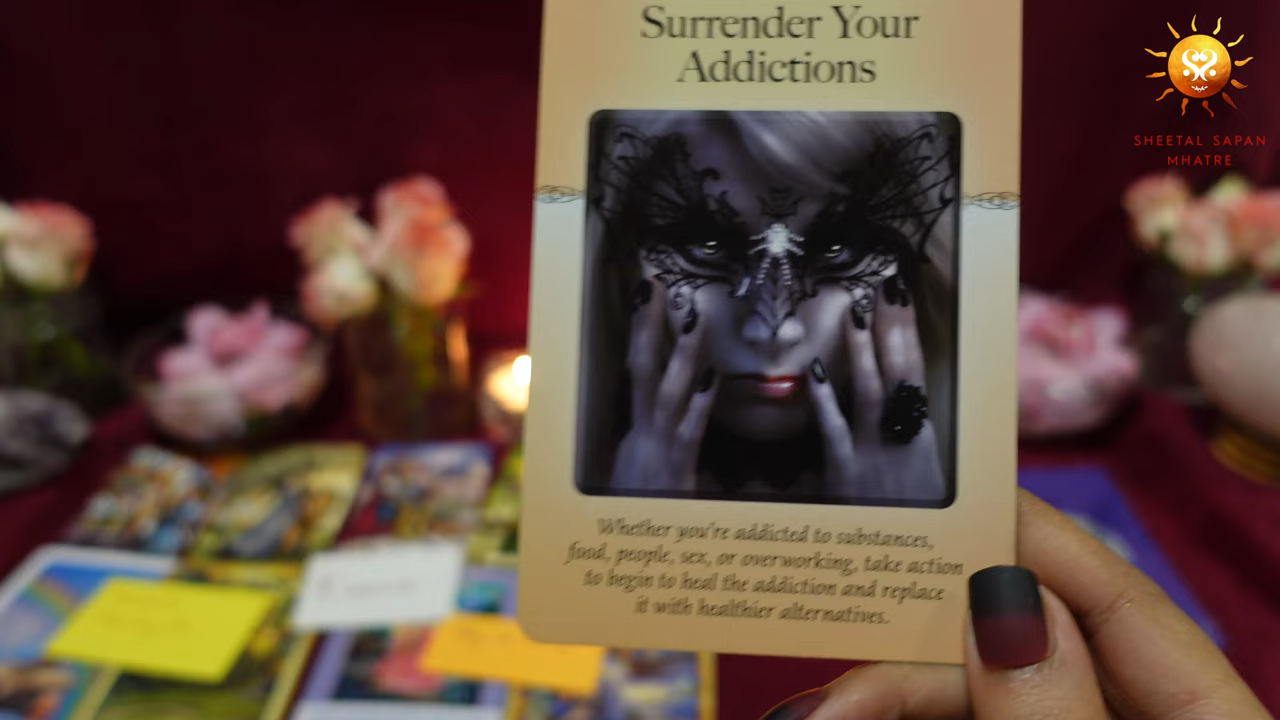 Surrender Your
Addictions
SHEETAL SAPAN
MHATRE
Whether you're addicted to substances,
food, people, sex, or overworking, take action
to begin to heal the addiction and replace
it with healthier alternatives.